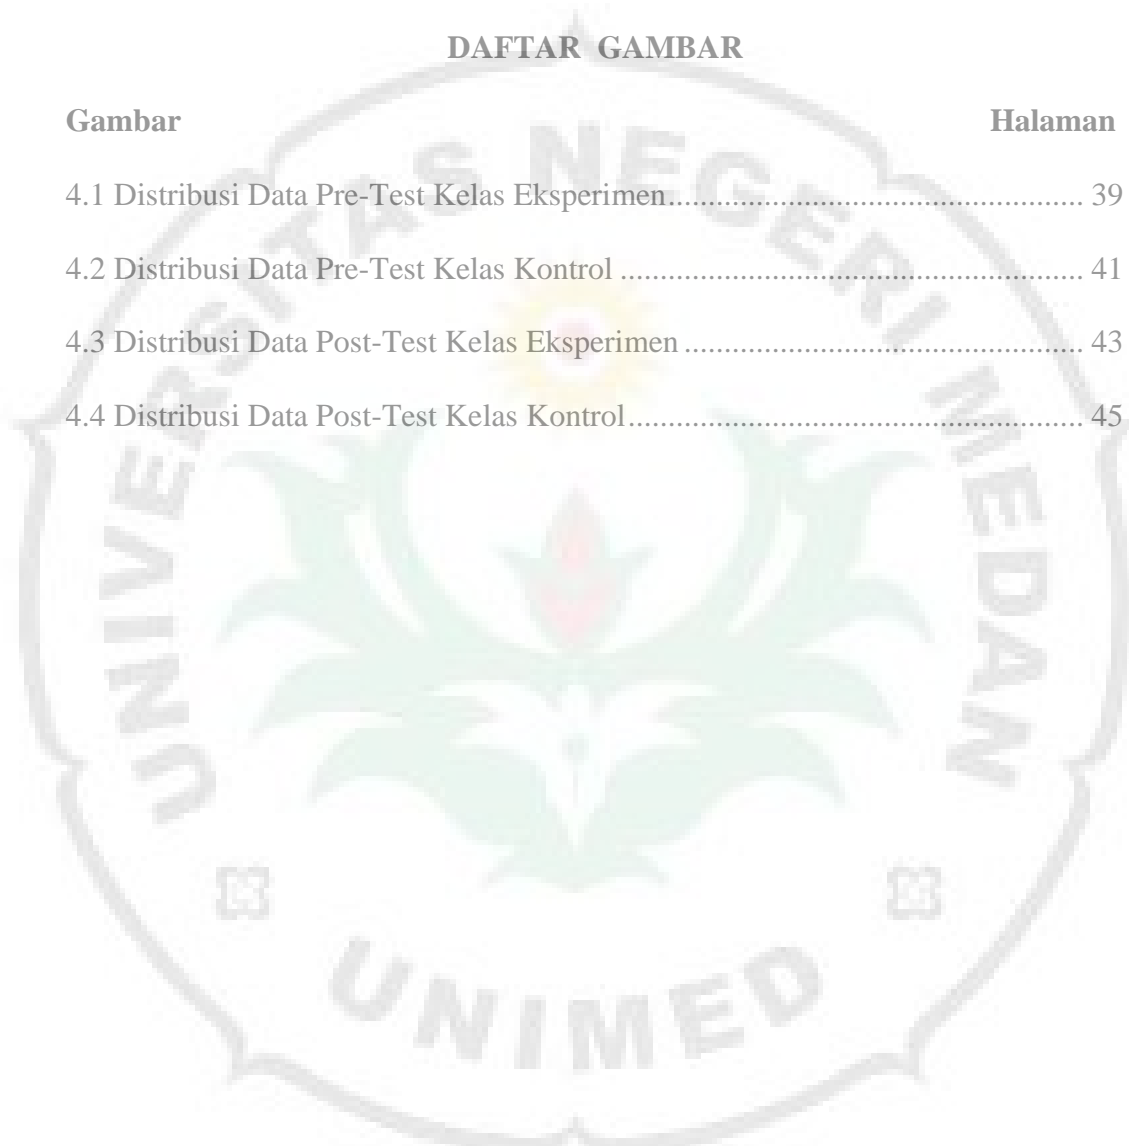 DAFTAR GAMBAR
Gambar Halaman
4.1 Distribusi Data Pre-Test Kelas Eksperimen.................................................... 39
4.2 Distribusi Data Pre-Test Kelas Kontrol .......................................................... 41
4.3 Distribusi Data Post-Test Kelas Eksperimen .................................................. 43
4.4 Distribusi Data Post-Test Kelas Kontrol......................................................... 45
UNIVERSITAS NEGERI MEDAN
UNIMED